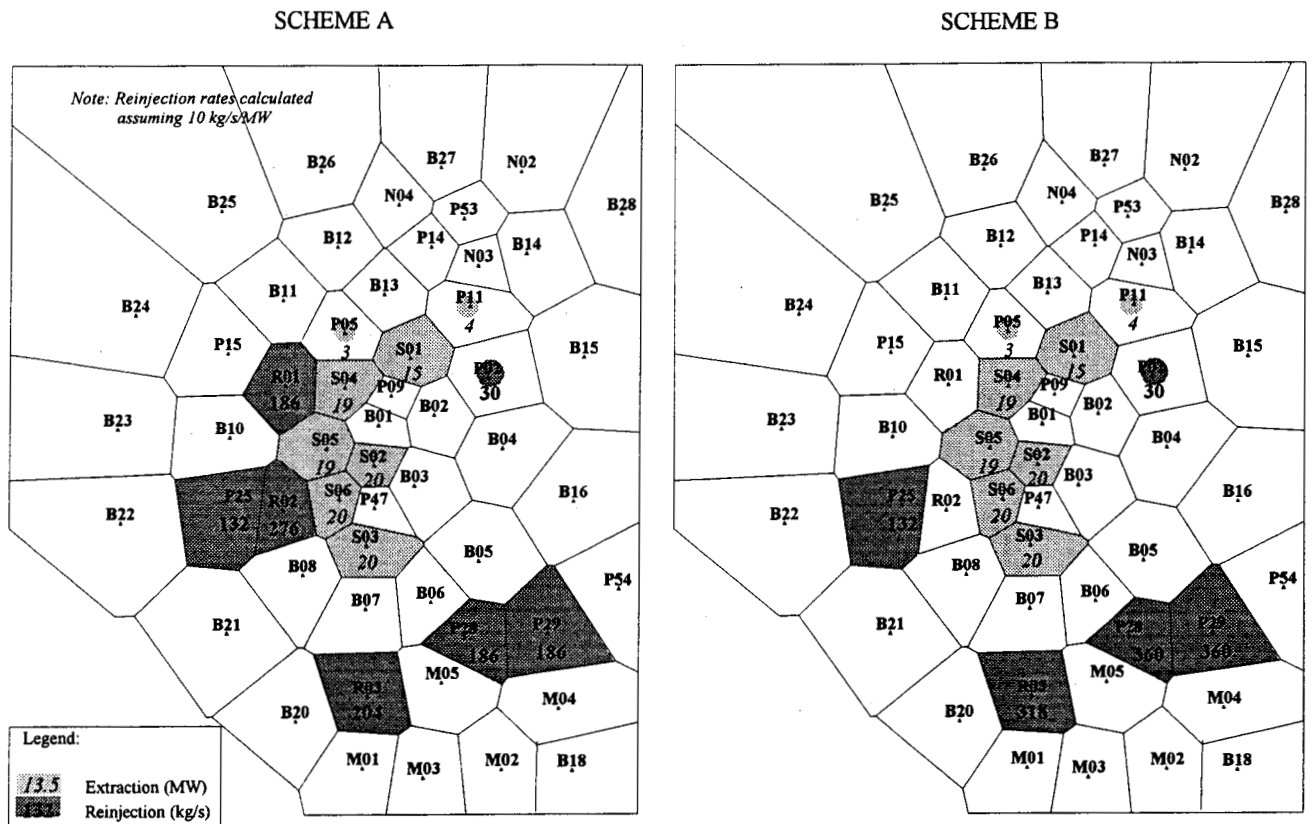 SCHEME A
Note: Reinjection rates calculated
assuming 10 kg/s/MW
B26
B27
N02
B25
N04
P53
B28
B12
P14
B14
N03
B11
B13
B24
P11
4
P05
3
P15
S01
15
B15
R01
186
S04
19
P09
P02
30
B02
B01
B23
B10
S05
19
B04
S02
20
B03
P25
132
R02
276
S06
20
P47
B16
B22
S03
20
B05
B08
P54
B07
B06
B21
P28
186
P29
186
M05
R03
204
M04
B20
M01
M03
M02
B18
Legend:
13.5 Extraction (MW)
132 Reinjection (kg/s)
SCHEME B
B26
B27
N02
B25
N04
P53
B28
B12
P14
B14
N03
B11
B13
B24
P11
4
P05
3
P15
S01
15
B15
R01
S04
19
P09
30
B02
B01
B23
B10
S05
19
B04
S02
20
B03
P25
132
R02
S06
20
P47
B16
B22
S03
20
B05
B08
P54
B07
B06
B21
P28
360
P29
360
M05
R03
318
M04
B20
M01
M03
M02
B18